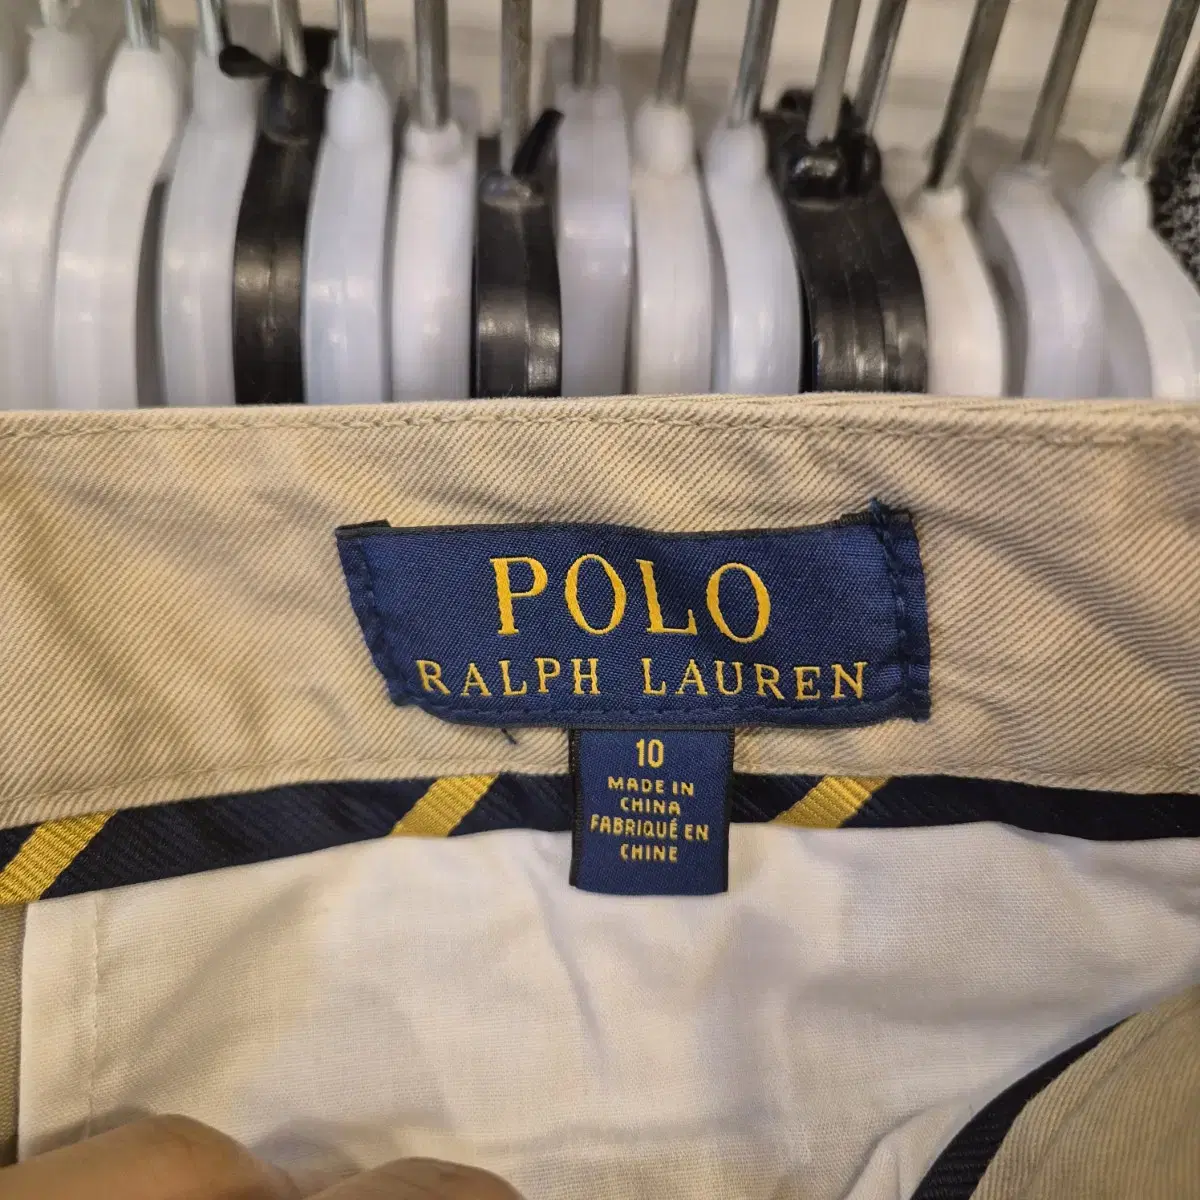 POLO
RALPH LAUREN
10
MADE IN
CHINA
FABRIQUÉ EN
CHINE